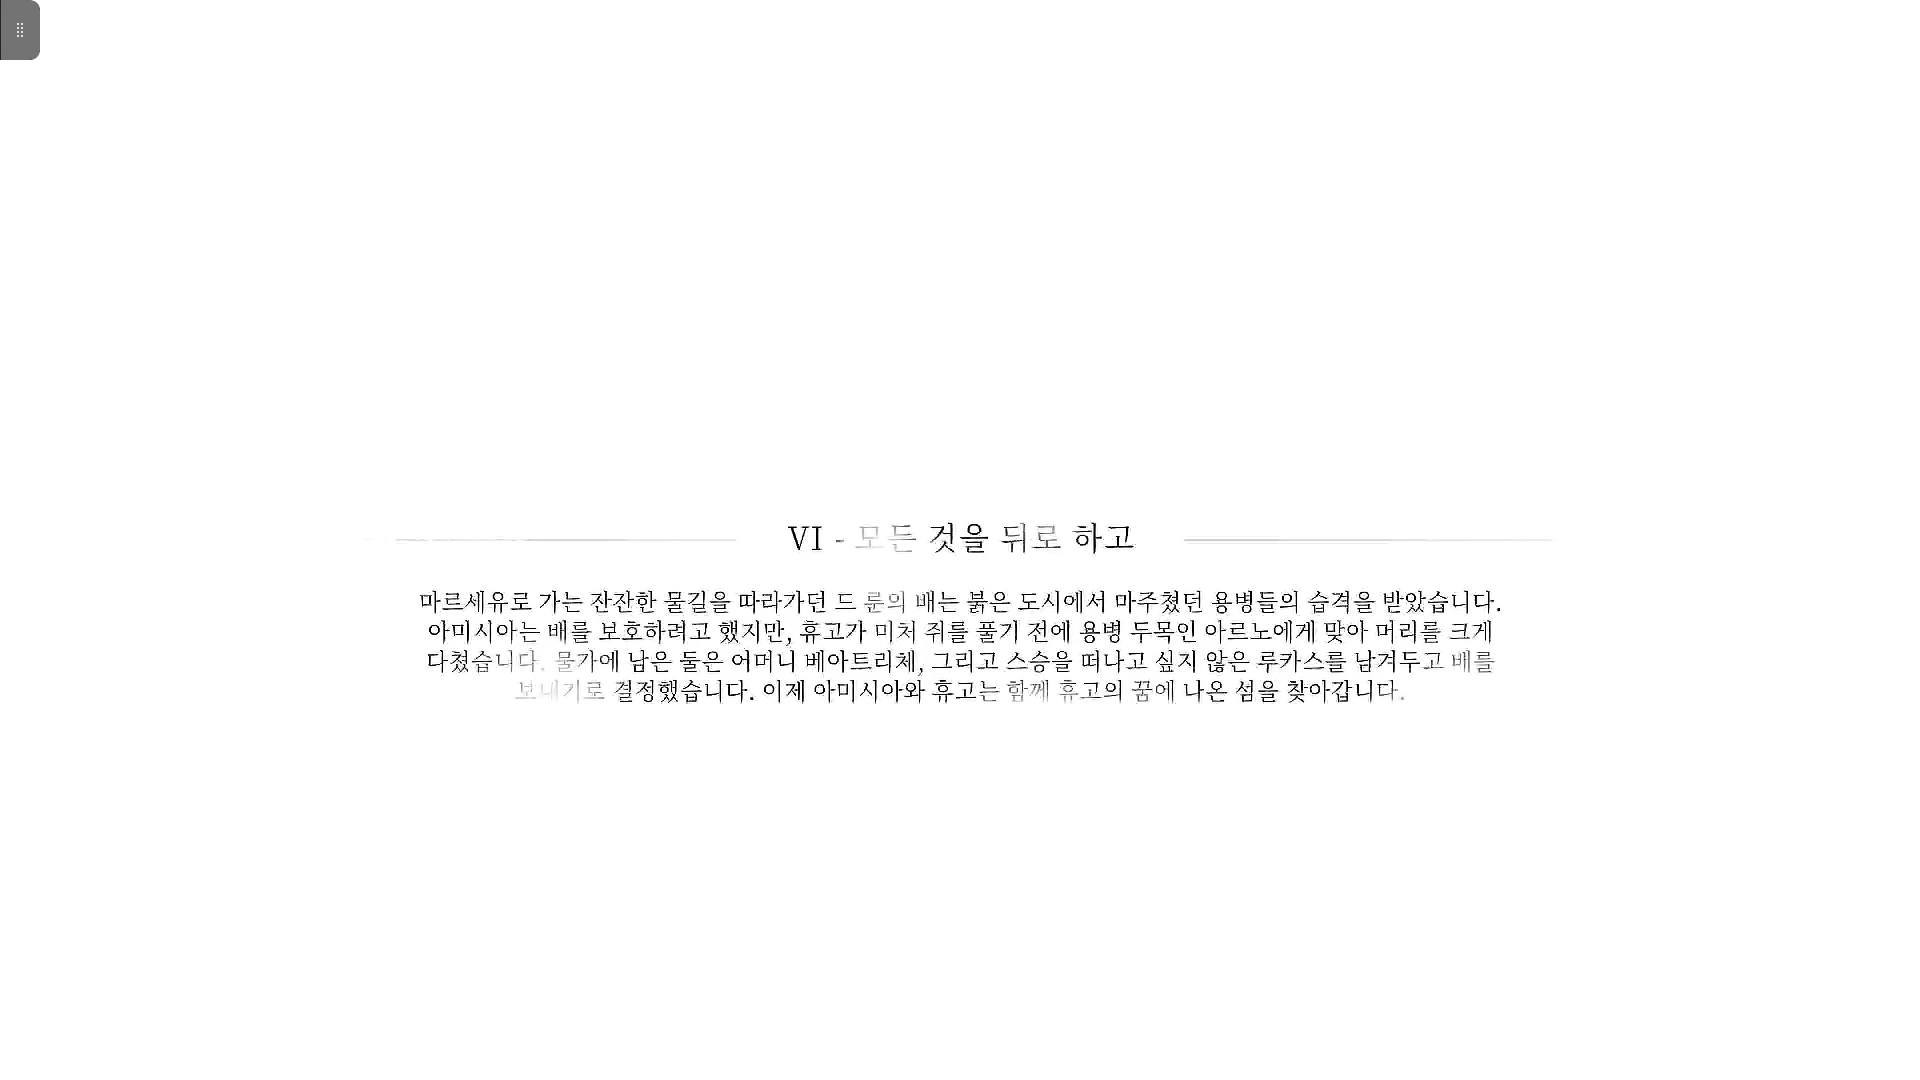 VI - 모든 것을 뒤로 하고
마르세유로 가는 잔잔한 물길을 따라가던 드 룬의 배는 붉은 도시에서 마주쳤던 용병들의 습격을 받았습니다.
아미시아는 배를 보호하려고 했지만, 휴고가 미처 쥐를 풀기 전에 용병 두목인 아르노에게 맞아 머리를 크게
다쳤습니다. 물가에 남은 둘은 어머니 베아트리체, 그리고 스승을 떠나고 싶지 않은 루카스를 남겨두고 배를
보내기로 결정했습니다. 이제 아미시아와 휴고는 함께 휴고의 꿈에 나온 섬을 찾아갑니다.